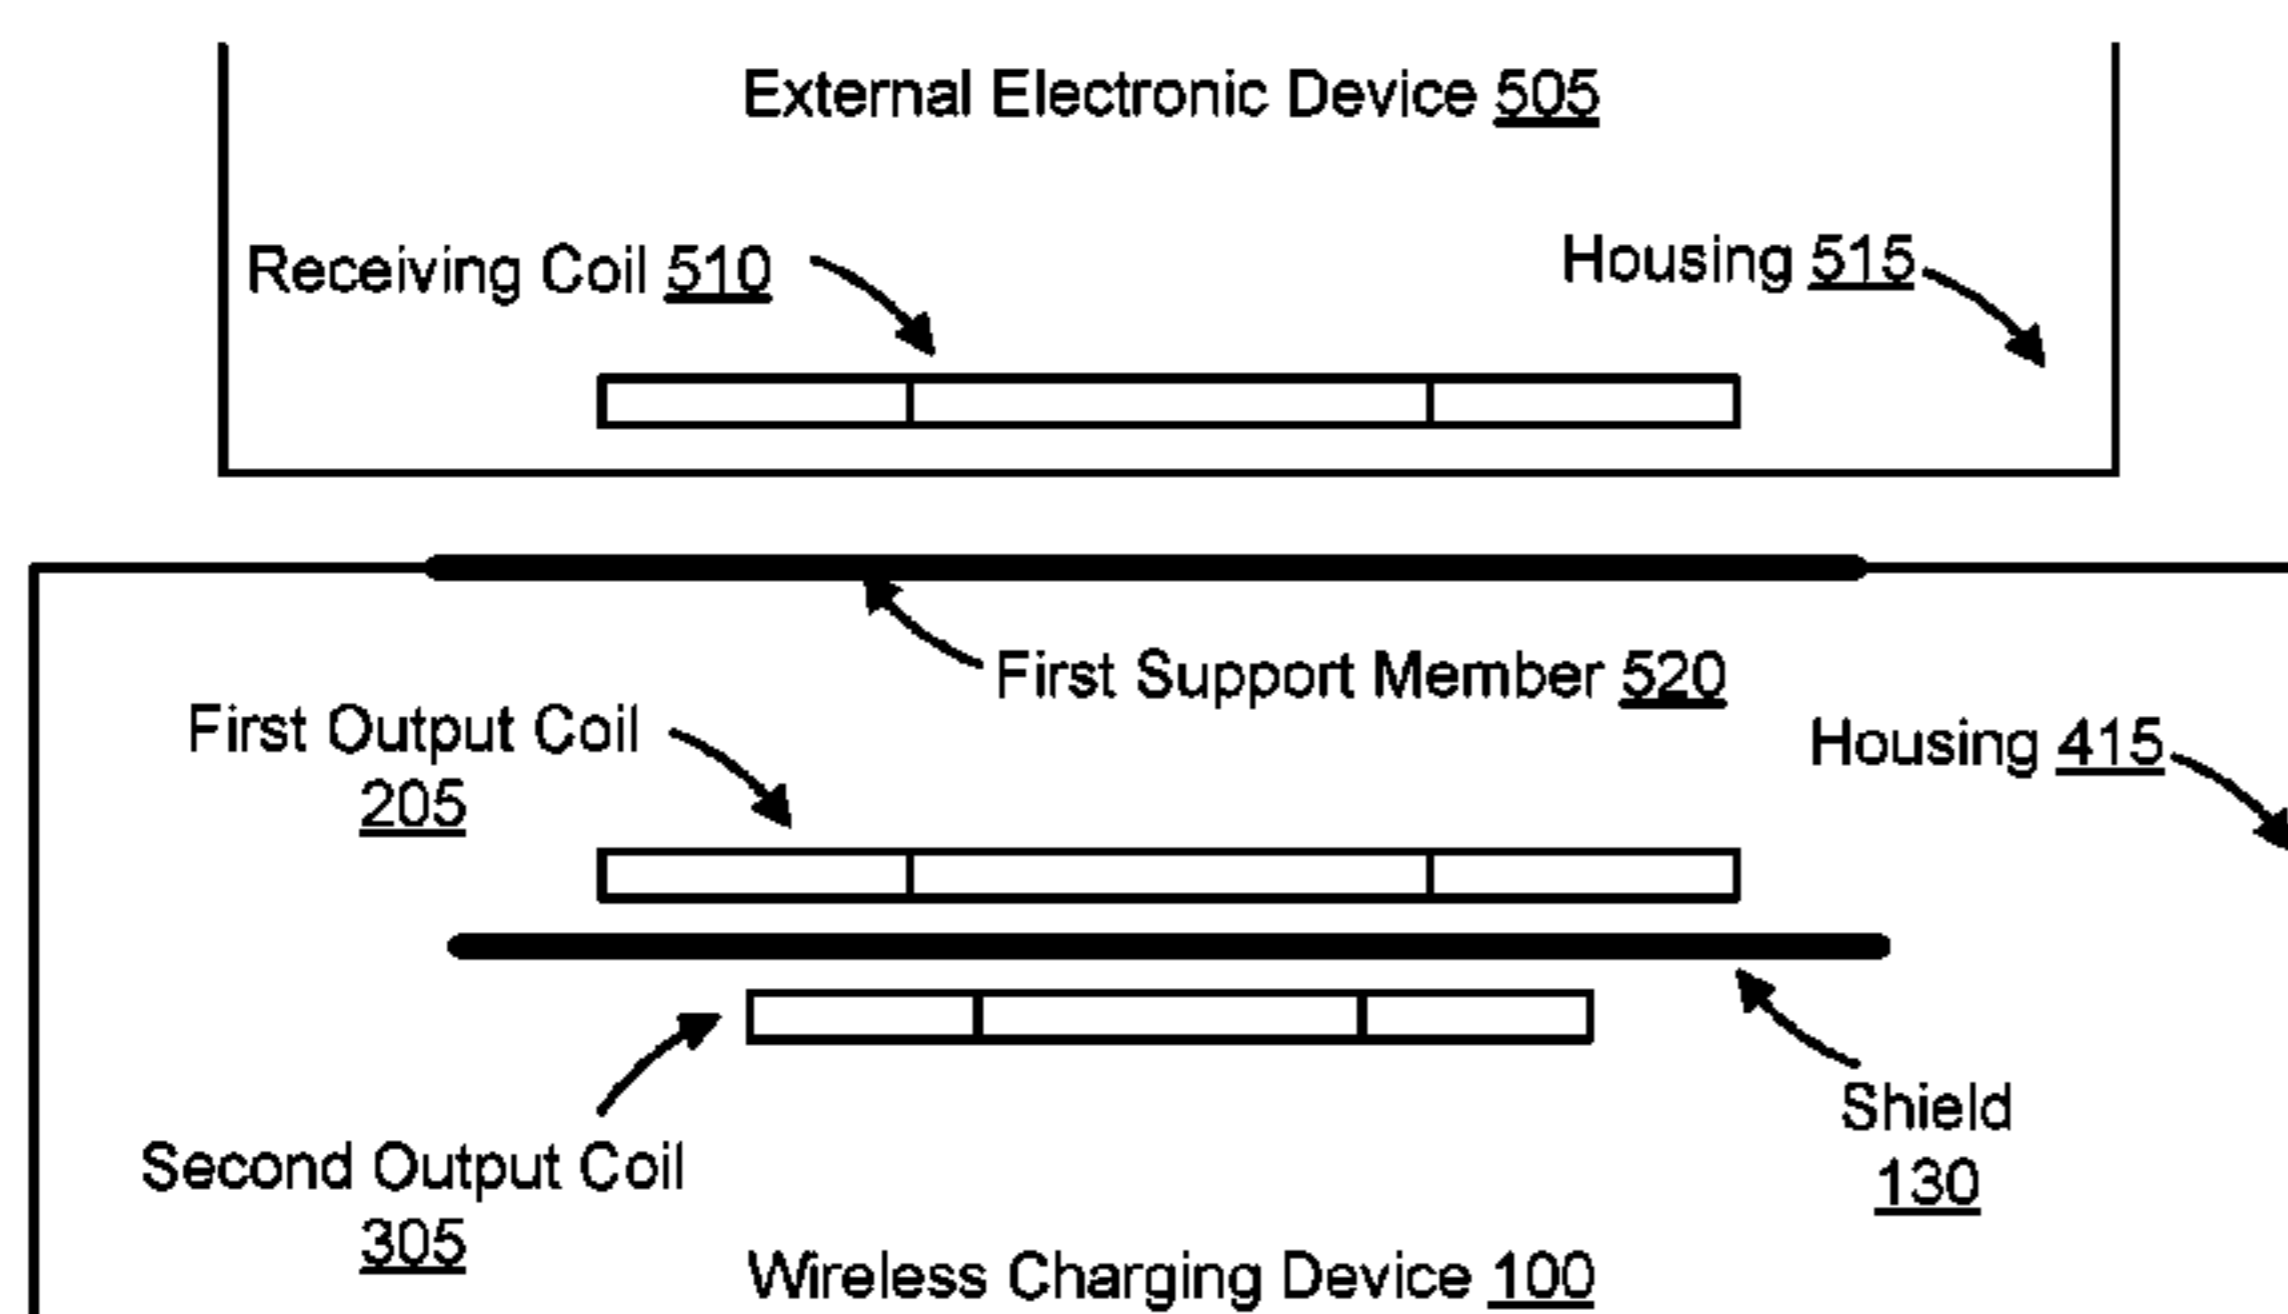 External Electronic Device 505
Receiving Coil 510
Housing 515
First Support Member 520
First Output Coil
205
Housing 415
Shield
130
Second Output Coil
305
Wireless Charging Device 100